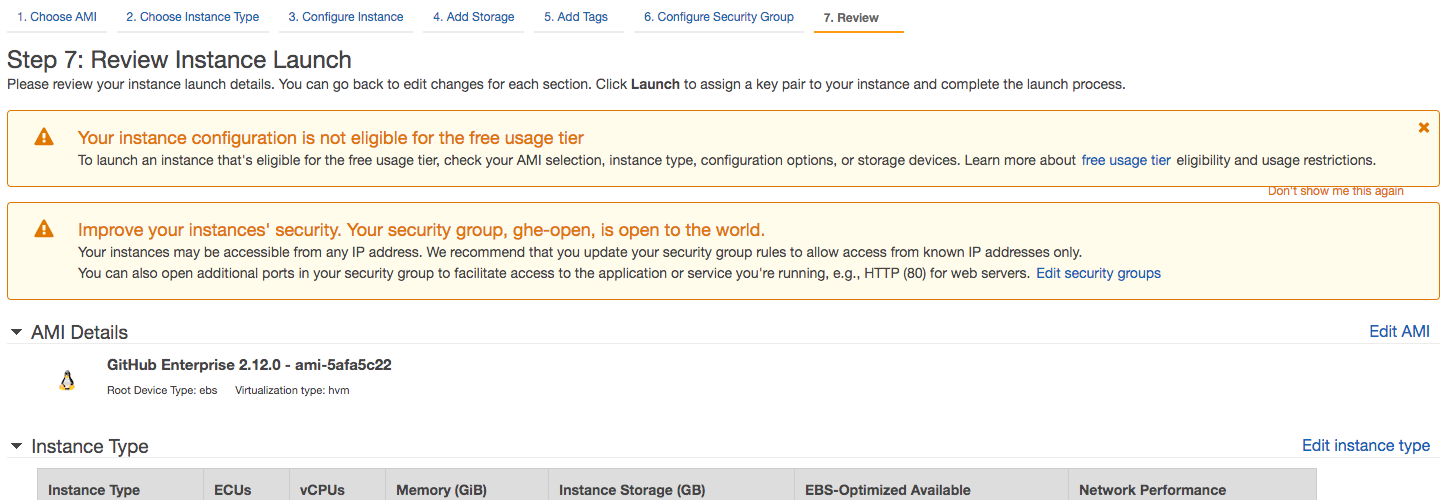 1. Choose AMI 2. Choose Instance Type 3. Configure Instance 4. Add Storage 5. Add Tags 6. Configure Security Group 7. Review
Step 7: Review Instance Launch
Please review your instance launch details. You can go back to edit changes for each section. Click Launch to assign a key pair to your instance and complete the launch process.
Your instance configuration is not eligible for the free usage tier
To launch an instance that's eligible for the free usage tier, check your AMI selection, instance type, configuration options, or storage devices. Learn more about free usage tier eligibility and usage restrictions.
Don't show me this again
Improve your instances' security. Your security group, ghe-open, is open to the world.
Your instances may be accessible from any IP address. We recommend that you update your security group rules to allow access from known IP addresses only.
You can also open additional ports in your security group to facilitate access to the application or service you're running, e.g., HTTP (80) for web servers. Edit security groups
AMI Details Edit AMI
GitHub Enterprise 2.12.0 - ami-5afa5c22
Root Device Type: ebs Virtualization type: hvm
Instance Type Edit instance type
Instance Type ECUs vCPUs Memory (GiB) Instance Storage (GB) EBS-Optimized Available Network Performance